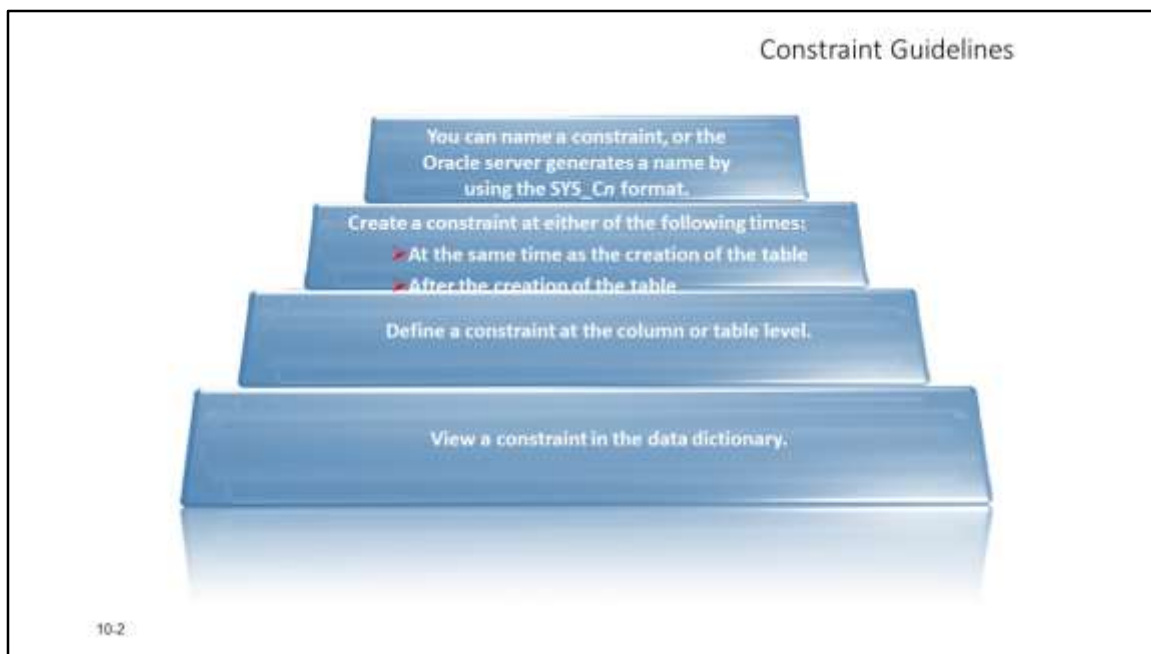 Constraint Guidelines
You can name a constraint, or the
Oracle server generates a name by
using the SYS_Cn format.
Create a constraint at either of the following times:
➤At the same time as the creation of the table
➤After the creation of the table
Define a constraint at the column or table level.
View a constraint in the data dictionary.
10-2